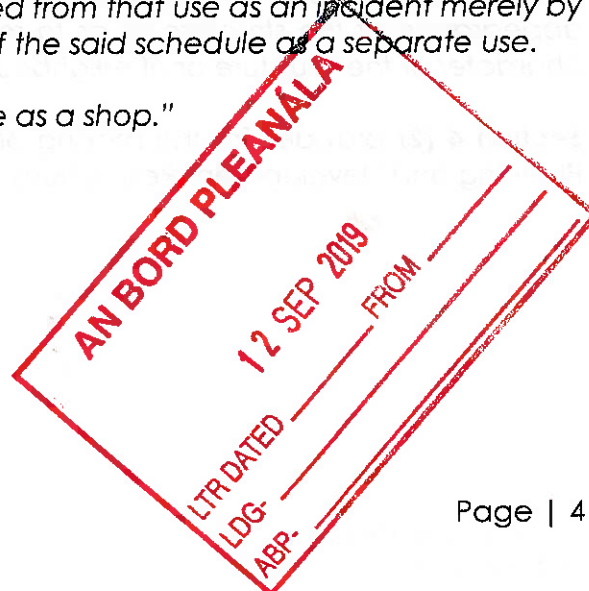 ed from that use as an incident merely by
f the said schedule as a separate use.
e as a shop."
AN BORD PLEANÁLA
12 SEP 2019
LTR DATED FROM
LDG-
ABP-
Page | 4